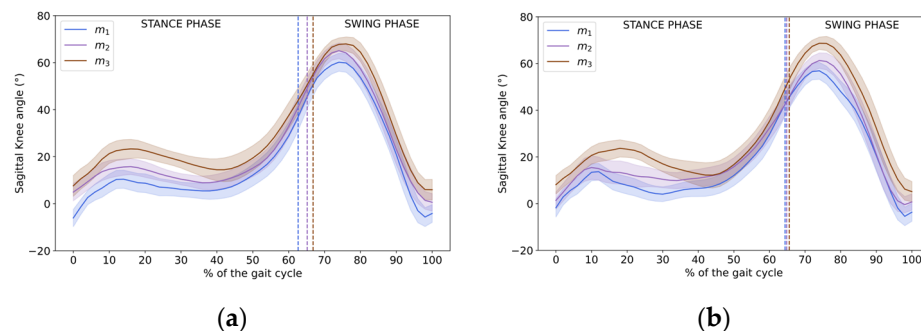 STANCE PHASE SWING PHASE
m₁
m₂
m₃
Sagittal Knee angle (°)
80
60
40
20
0
−20
0 10 20 30 40 50 60 70 80 90 100
% of the gait cycle
(a)
STANCE PHASE SWING PHASE
m₁
m₂
m₃
Sagittal Knee angle (°)
80
60
40
20
0
−20
0 10 20 30 40 50 60 70 80 90 100
% of the gait cycle
(b)